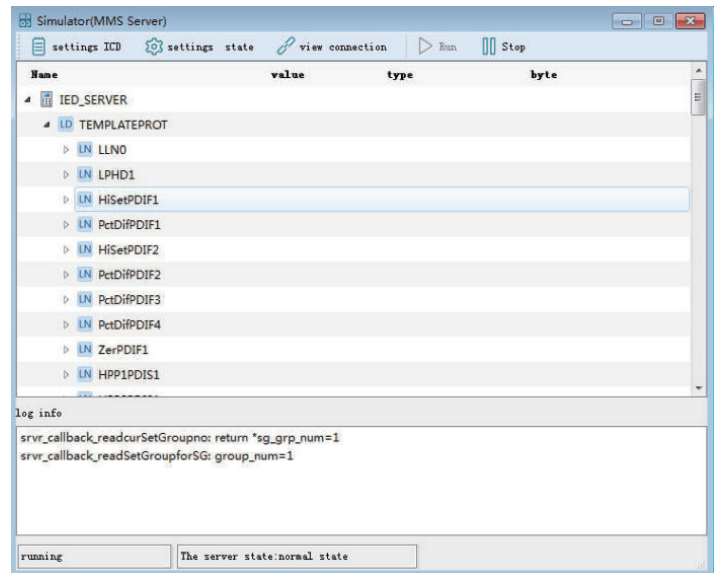 Simulator(MMS Server)
settings ICD settings state view connection Run Stop
Name value type byte
IED_SERVER
LD TEMPLATEPROT
LN LLN0
LN LPHD1
LN HiSetPDIF1
LN PctDifPDIF1
LN HiSetPDIF2
LN PctDifPDIF2
LN PctDifPDIF3
LN PctDifPDIF4
LN ZerPDIF1
LN HPP1PDIS1
log info
srvr_callback_readcurSetGroupno: return *sg_grp_num=1
srvr_callback_readSetGroupforSG: group_num=1
running The server state:normal state